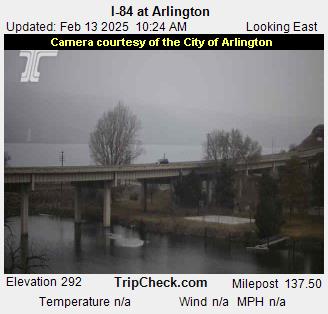 I-84 at Arlington
Updated: Feb 13 2025 10:24 AM Looking East
Camera courtesy of the City of Arlington
Elevation 292 TripCheck.com Milepost 137.50
Temperature n/a Wind n/a MPH n/a